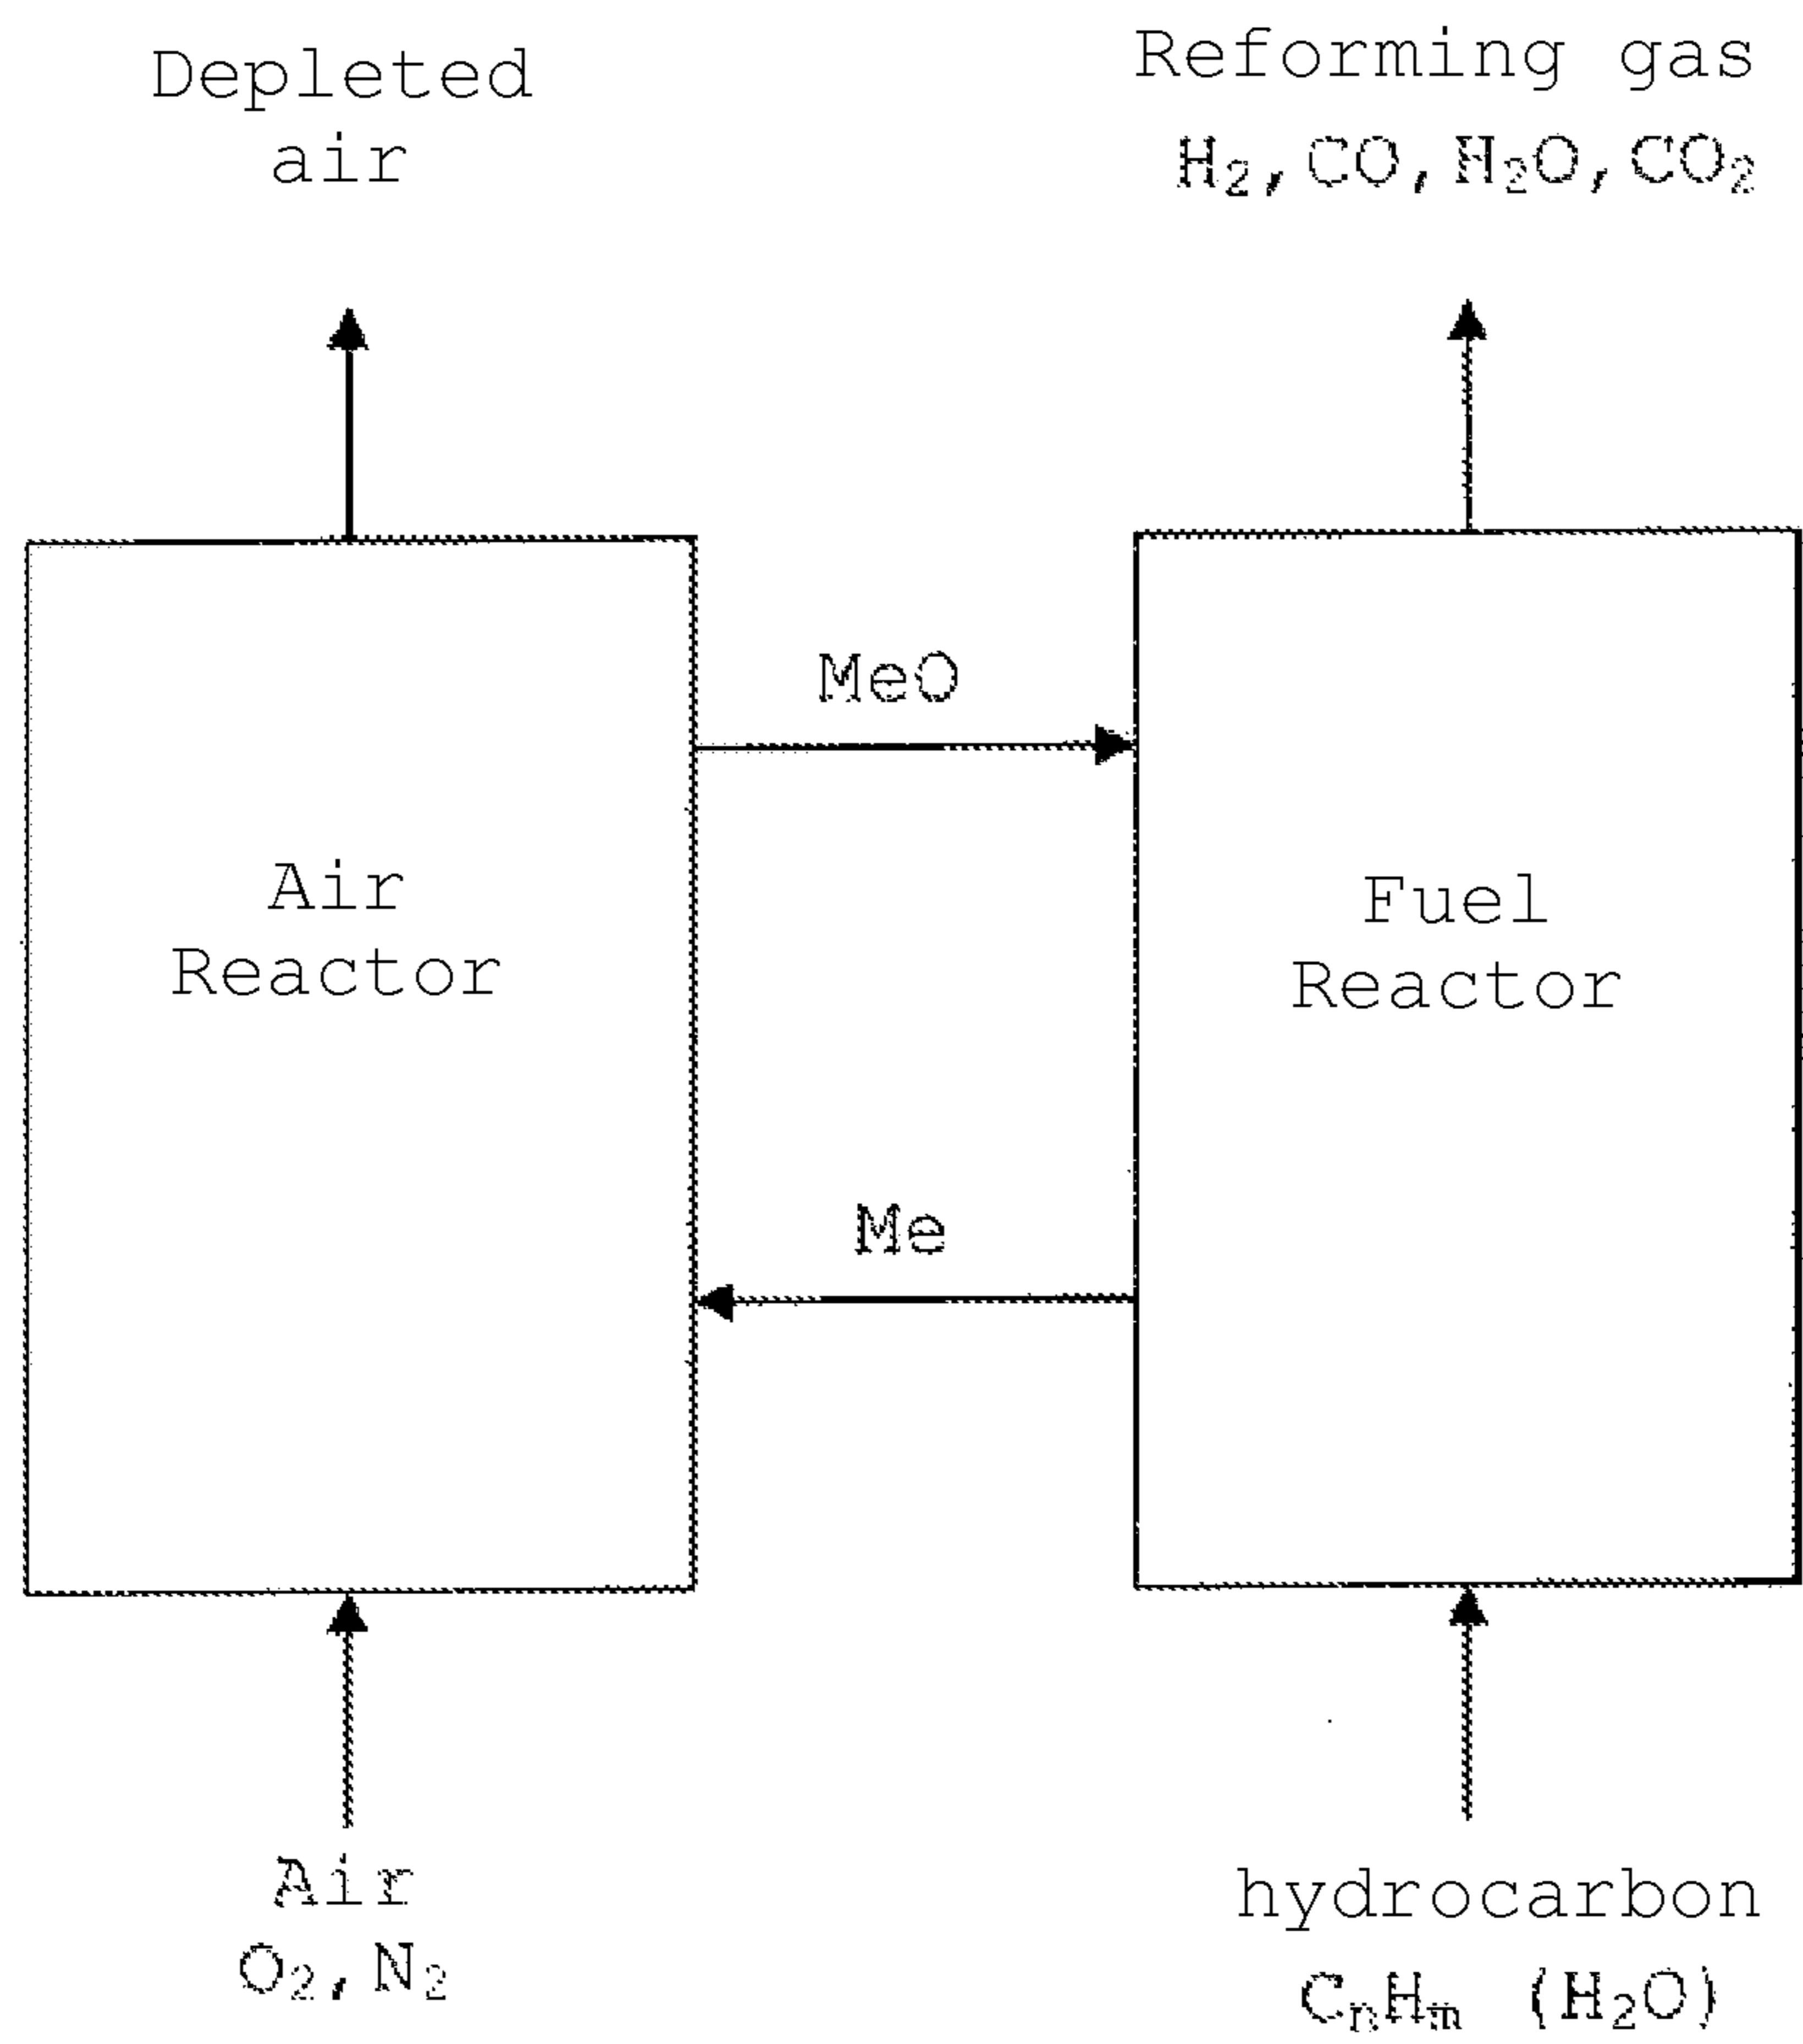 Depleted
air
Reforming gas
H₂,CO,H₂O,CO₂
MeO
Air
Reactor
Fuel
Reactor
Me
Air
O₂,N₂
hydrocarbon
CₙHₘ (H₂O)